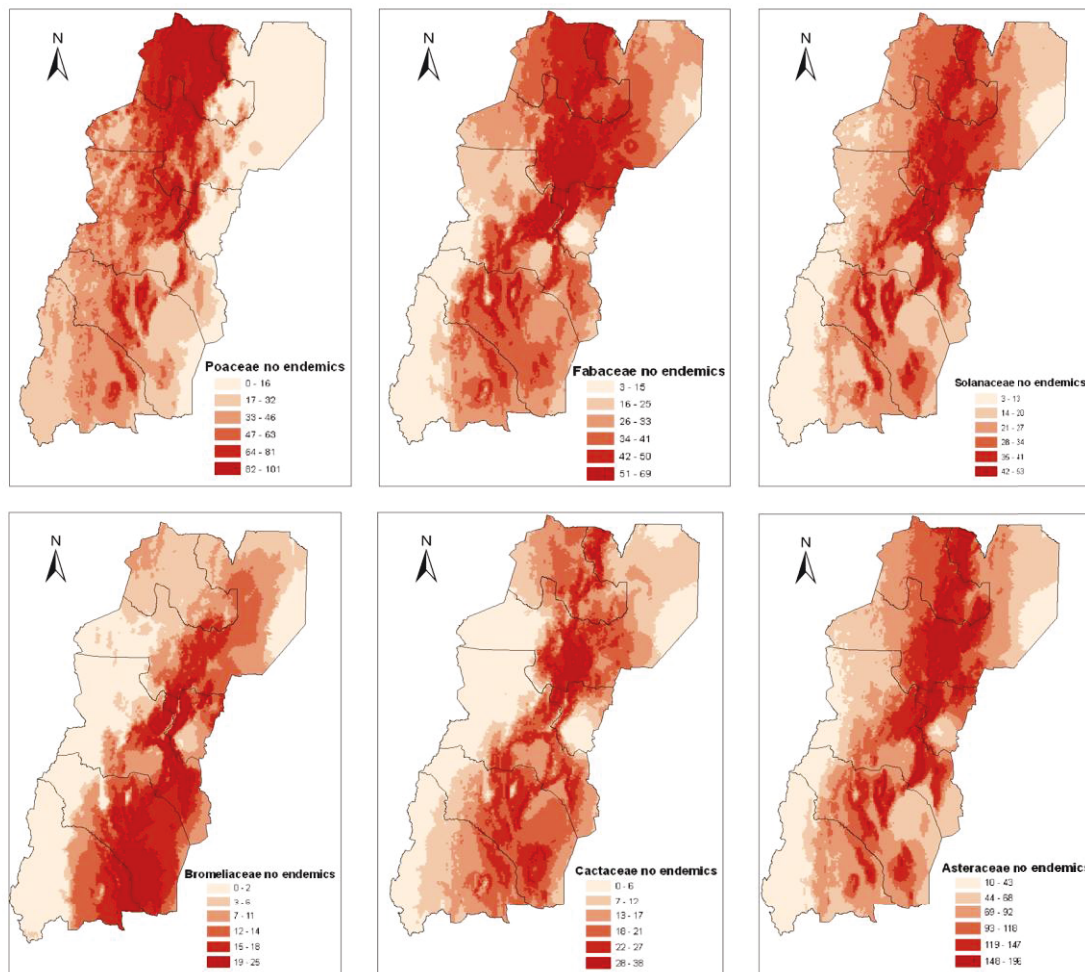 N
Poaceae no endemics
0 - 16
17 - 32
33 - 46
47 - 63
64 - 81
82 - 101
N
Fabaceae no endemics
3 - 15
16 - 25
26 - 33
34 - 41
42 - 50
51 - 69
N
Solanaceae no endemics
3 - 13
14 - 20
21 - 27
28 - 34
35 - 41
42 - 53
N
Bromeliaceae no endemics
0 - 2
3 - 6
7 - 11
12 - 14
15 - 18
19 - 25
N
Cactaceae no endemics
0 - 6
7 - 12
13 - 17
18 - 21
22 - 27
28 - 38
N
Asteraceae no endemics
10 - 43
44 - 68
69 - 92
93 - 118
119 - 147
148 - 196